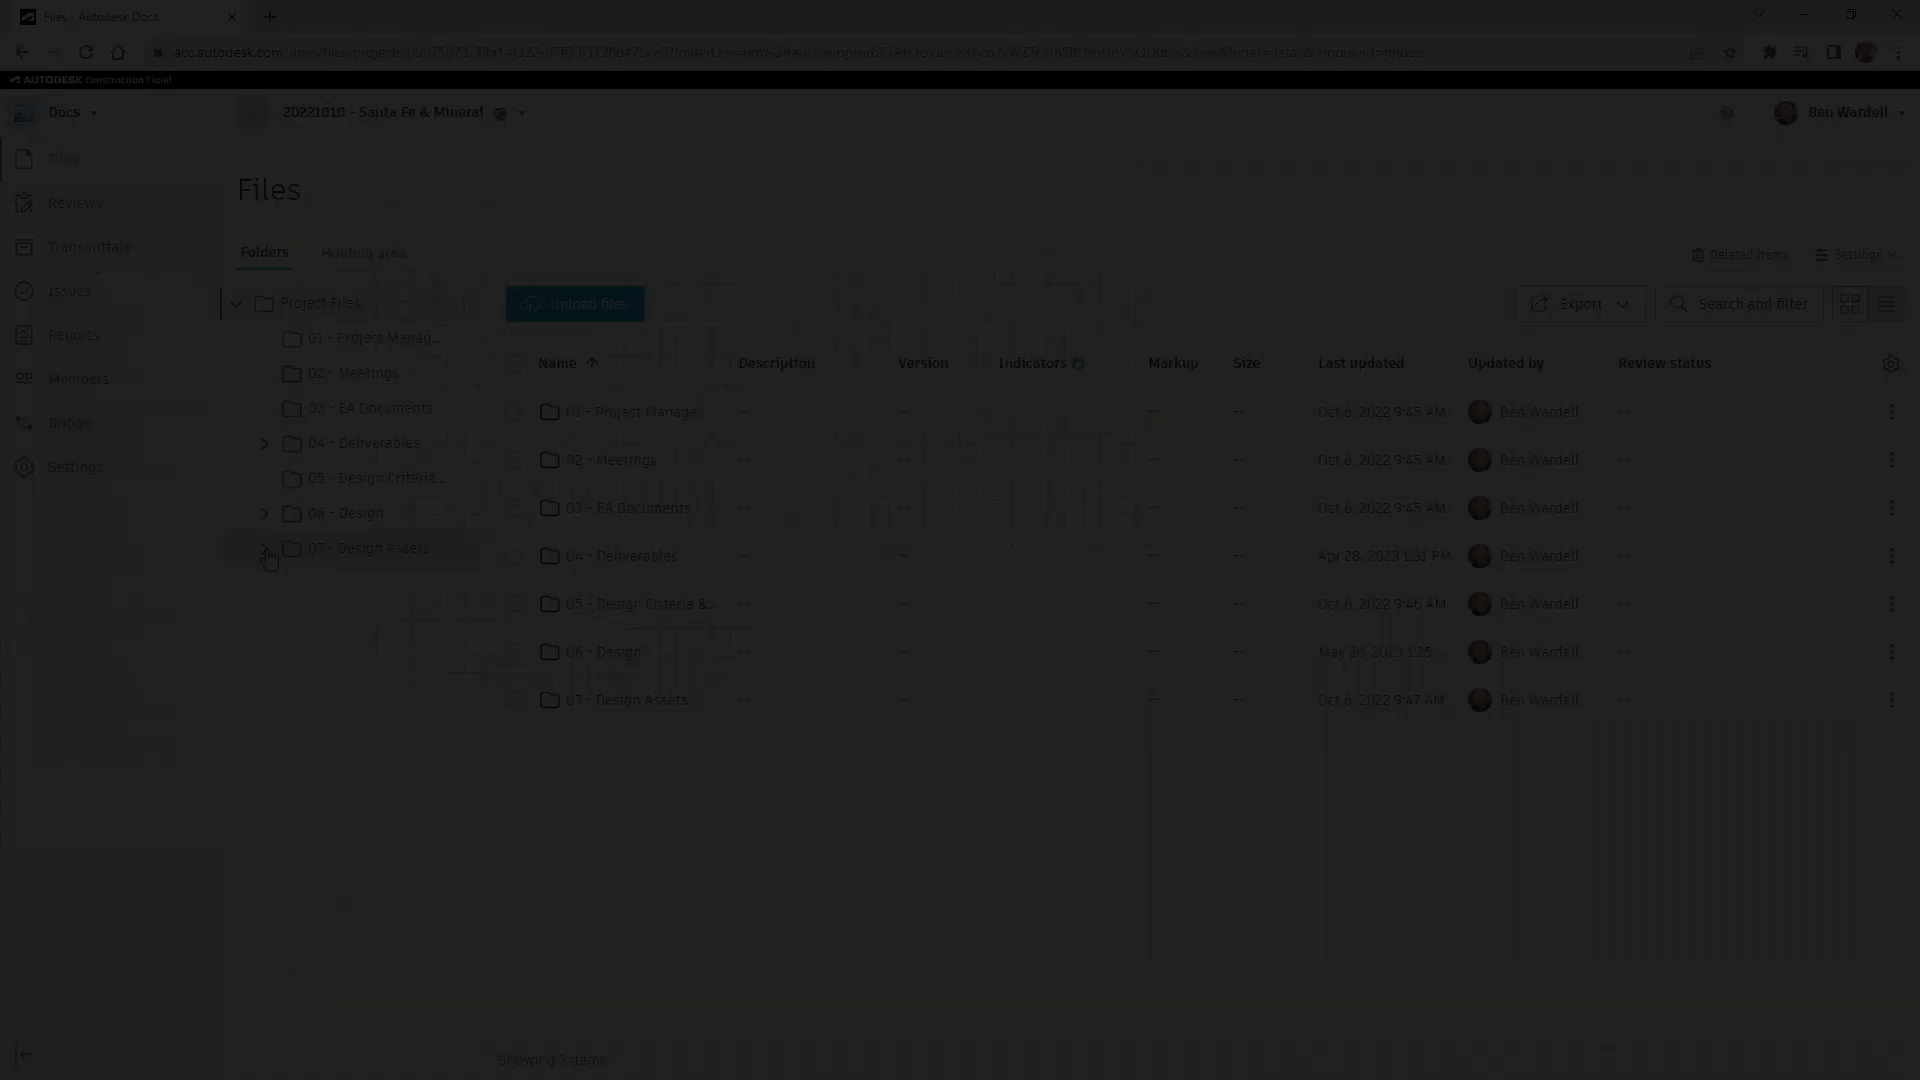 Files - Autodesk Docs
AUTODESK Construction Cloud
Docs
20221010 - Santa Fe & Mineral
Ben Wardell
Files
Reviews
Transmittals
Issues
Reports
Members
Bridge
Settings
Files
Folders
Holding area
Deleted items
Settings
Project Files
01 - Project Manag...
02 - Meetings
03 - EA Documents
04 - Deliverables
05 - Design Criteria...
06 - Design
07 - Design Assets
Upload files
Export
Search and filter
Name Description Version Indicators Markup Size Last updated Updated by Review status
01 - Project Manage -- -- -- -- Oct 6, 2022 9:45 AM Ben Wardell --
02 - Meetings -- -- -- -- Oct 6, 2022 9:45 AM Ben Wardell --
03 - EA Documents -- -- -- -- Oct 6, 2022 9:45 AM Ben Wardell --
04 - Deliverables -- -- -- -- Apr 28, 2023 1:31 PM Ben Wardell --
05 - Design Criteria &... -- -- -- -- Oct 6, 2022 9:46 AM Ben Wardell --
06 - Design -- -- -- -- May 26, 2023 1:25... Ben Wardell --
07 - Design Assets -- -- -- -- Oct 6, 2022 9:47 AM Ben Wardell --
Showing 7 items